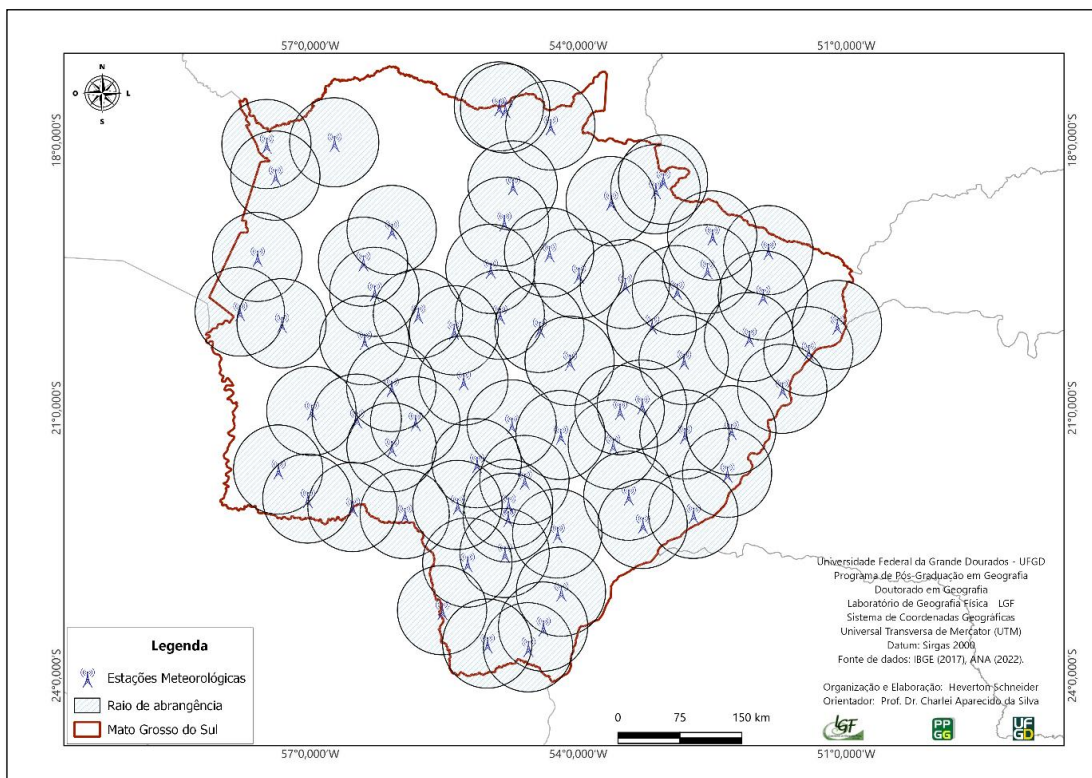 57°0,000'W 54°0,000'W 51°0,000'W
N
O L
S
18°0,000'S 18°0,000'S
21°0,000'S 21°0,000'S
24°0,000'S 24°0,000'S
Universidade Federal da Grande Dourados - UFGD
Programa de Pós-Graduação em Geografia
Doutorado em Geografia
Laboratório de Geografia Física LGF
Sistema de Coordenadas Geográficas
Universal Transversa de Mercator (UTM)
Datum: Sirgas 2000
Fonte de dados: IBGE (2017), ANA (2022).
Organização e Elaboração: Heverton Schneider
Orientador: Prof. Dr. Charlei Aparecido da Silva
Legenda
Estações Meteorológicas
Raio de abrangência
Mato Grosso do Sul
0 75 150 km
LGF
PP
GG
UF
GD
57°0,000'W 54°0,000'W 51°0,000'W